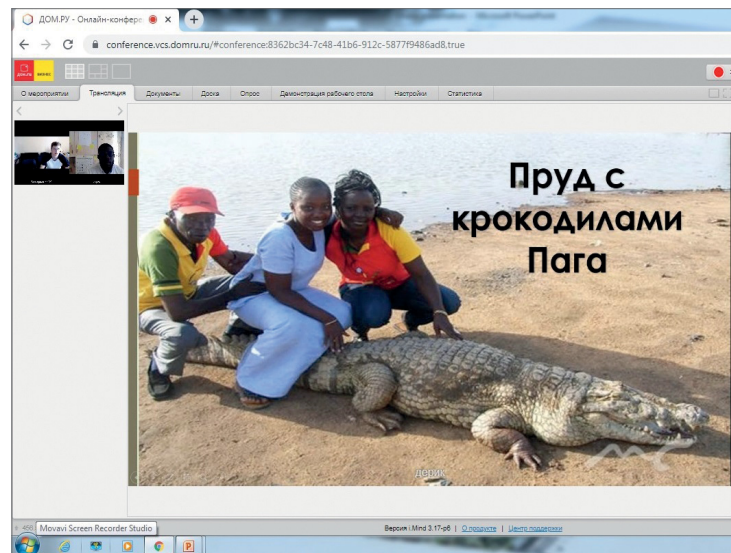 ДОМ.РУ - Онлайн-конфере
conference.vcs.domru.ru/#conference:8362bc34-7c48-41b6-912c-5877f9486ad8,true
О мероприятии Трансляция Документы Доска Опрос Демонстрация рабочего стола Настройки Статистика
Пруд с
крокодилами
Пага
дерик
Movavi Screen Recorder Studio
Версия i.Mind 3.17-p6 | О продукте | Центр поддержки